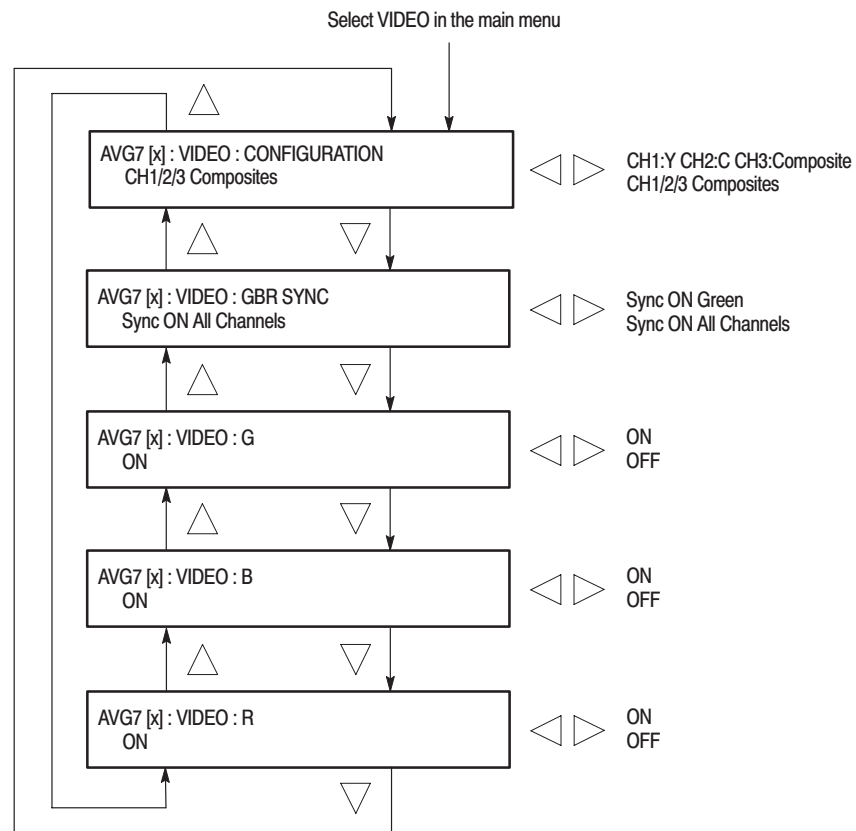 Select VIDEO in the main menu
AVG7 [x] : VIDEO : CONFIGURATION
CH1/2/3 Composites
CH1:Y CH2:C CH3:Composite
CH1/2/3 Composites
AVG7 [x] : VIDEO : GBR SYNC
Sync ON All Channels
Sync ON Green
Sync ON All Channels
AVG7 [x] : VIDEO : G
ON
ON
OFF
AVG7 [x] : VIDEO : B
ON
ON
OFF
AVG7 [x] : VIDEO : R
ON
ON
OFF